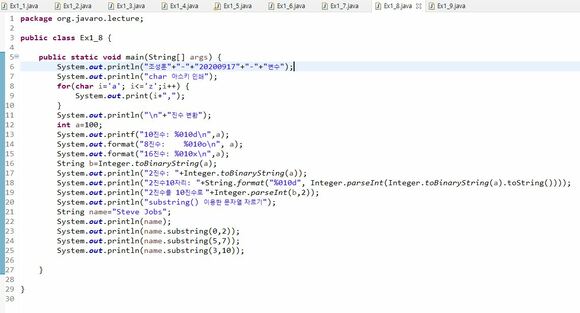 Ex1_1.java Ex1_2.java Ex1_3.java Ex1_4.java Ex1_5.java Ex1_6.java Ex1_7.java Ex1_8.java Ex1_9.java
1 package org.javaro.lecture;
2
3 public class Ex1_8 {
4
5 public static void main(String[] args) {
6 System.out.println("조성훈"+"-"+"20200917"+"-"+"변수");
7 System.out.println("char 아스키 인쇄");
8 for(char i='a'; i<='z';i++) {
9 System.out.print(i+",");
10 }
11 System.out.println("\n"+"진수 변환");
12 int a=100;
13 System.out.printf("10진수: %010d\n",a);
14 System.out.format("8진수: %010o\n", a);
15 System.out.format("16진수: %010x\n",a);
16 String b=Integer.toBinaryString(a);
17 System.out.println("2진수: "+Integer.toBinaryString(a));
18 System.out.println("2진수10자리: "+String.format("%010d", Integer.parseInt(Integer.toBinaryString(a).toString())));
19 System.out.println("2진수를 10진수로 "+Integer.parseInt(b,2));
20 System.out.println("substring() 이용한 문자열 자르기");
21 String name="Steve Jobs";
22 System.out.println(name);
23 System.out.println(name.substring(0,2));
24 System.out.println(name.substring(5,7));
25 System.out.println(name.substring(3,10));
26
27 }
28
29 }
30